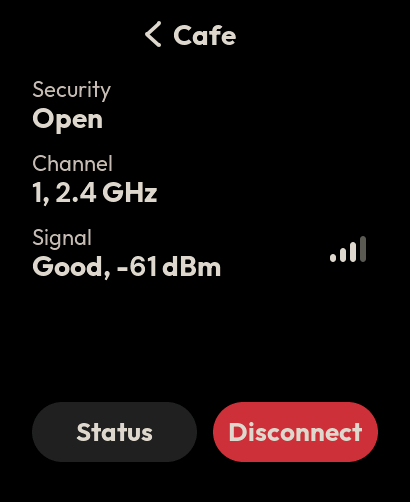 Cafe
Security
Open
Channel
1, 2.4 GHz
Signal
Good, -61 dBm
Status
Disconnect